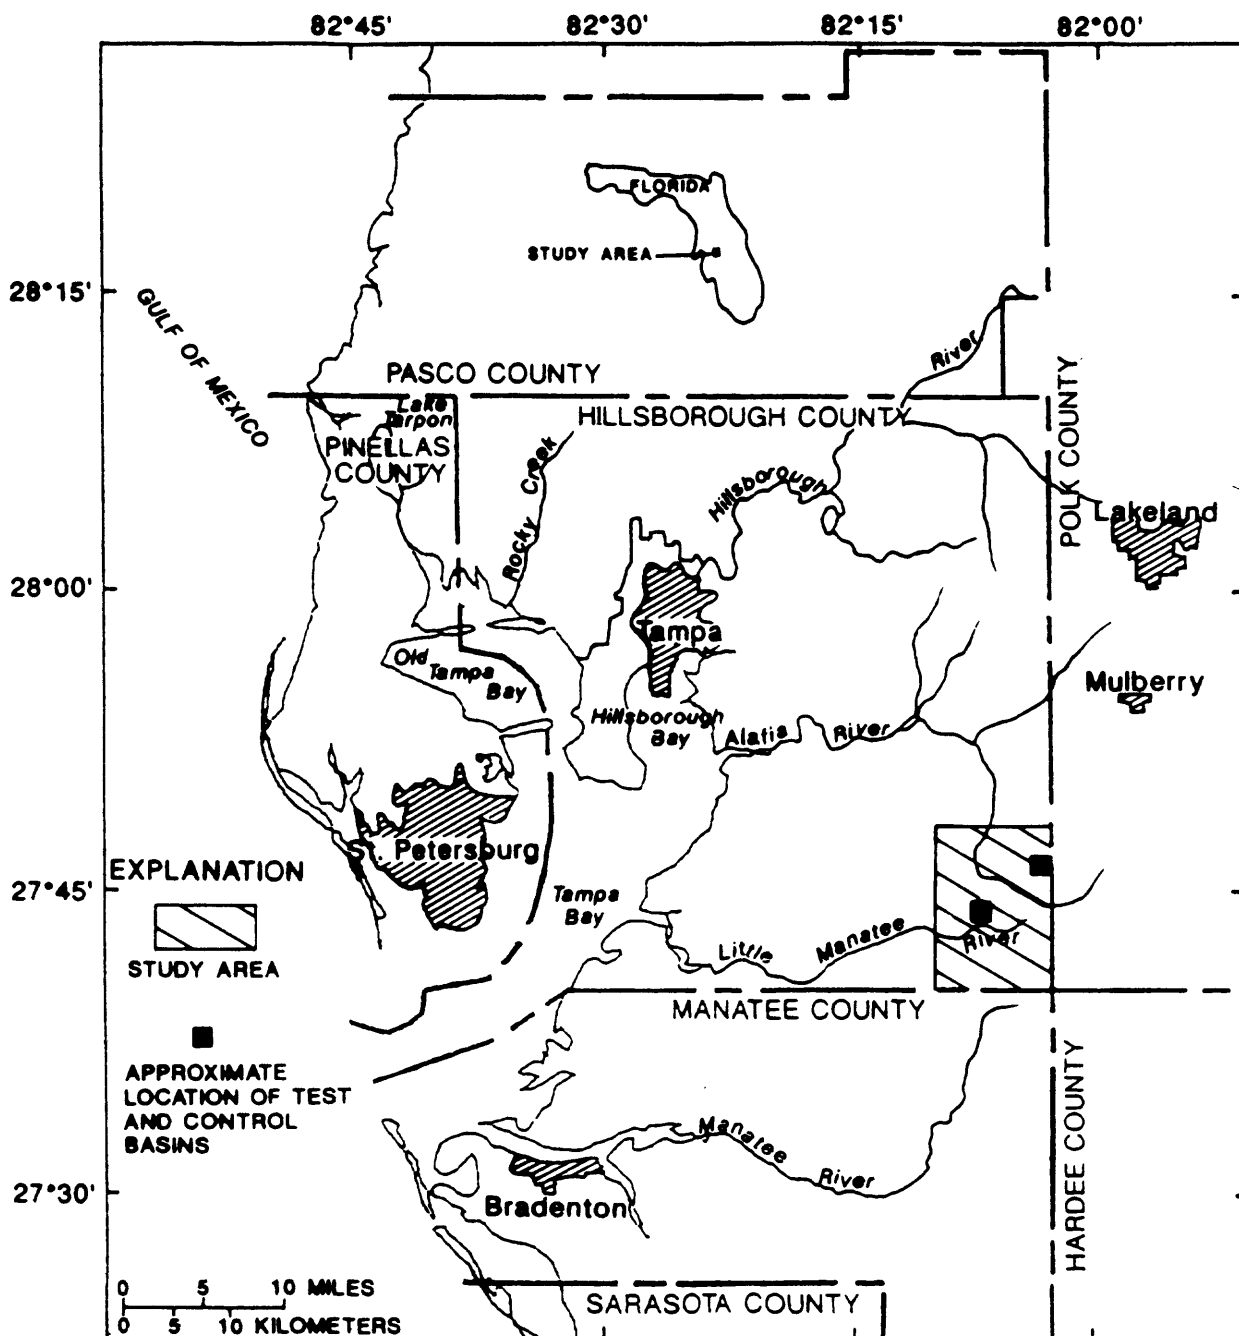 82°45' 82°30' 82°15' 82°00'
FLORIDA
STUDY AREA
28°15'
GULF OF MEXICO
River
PASCO COUNTY
Lake
Tarpon
HILLSBOROUGH COUNTY
POLK COUNTY
PINELLAS
COUNTY
Rocky Creek
Hillsborough
Lakeland
28°00'
Tampa
Old Tampa
Bay
Mulberry
Hillsborough
Bay
Alafia River
St. Petersburg
EXPLANATION
27°45'
Tampa
Bay
STUDY AREA
Little Manatee River
MANATEE COUNTY
APPROXIMATE
LOCATION OF TEST
AND CONTROL
BASINS
HARDEE COUNTY
Manatee River
27°30'
Bradenton
0 5 10 MILES
0 5 10 KILOMETERS
SARASOTA COUNTY